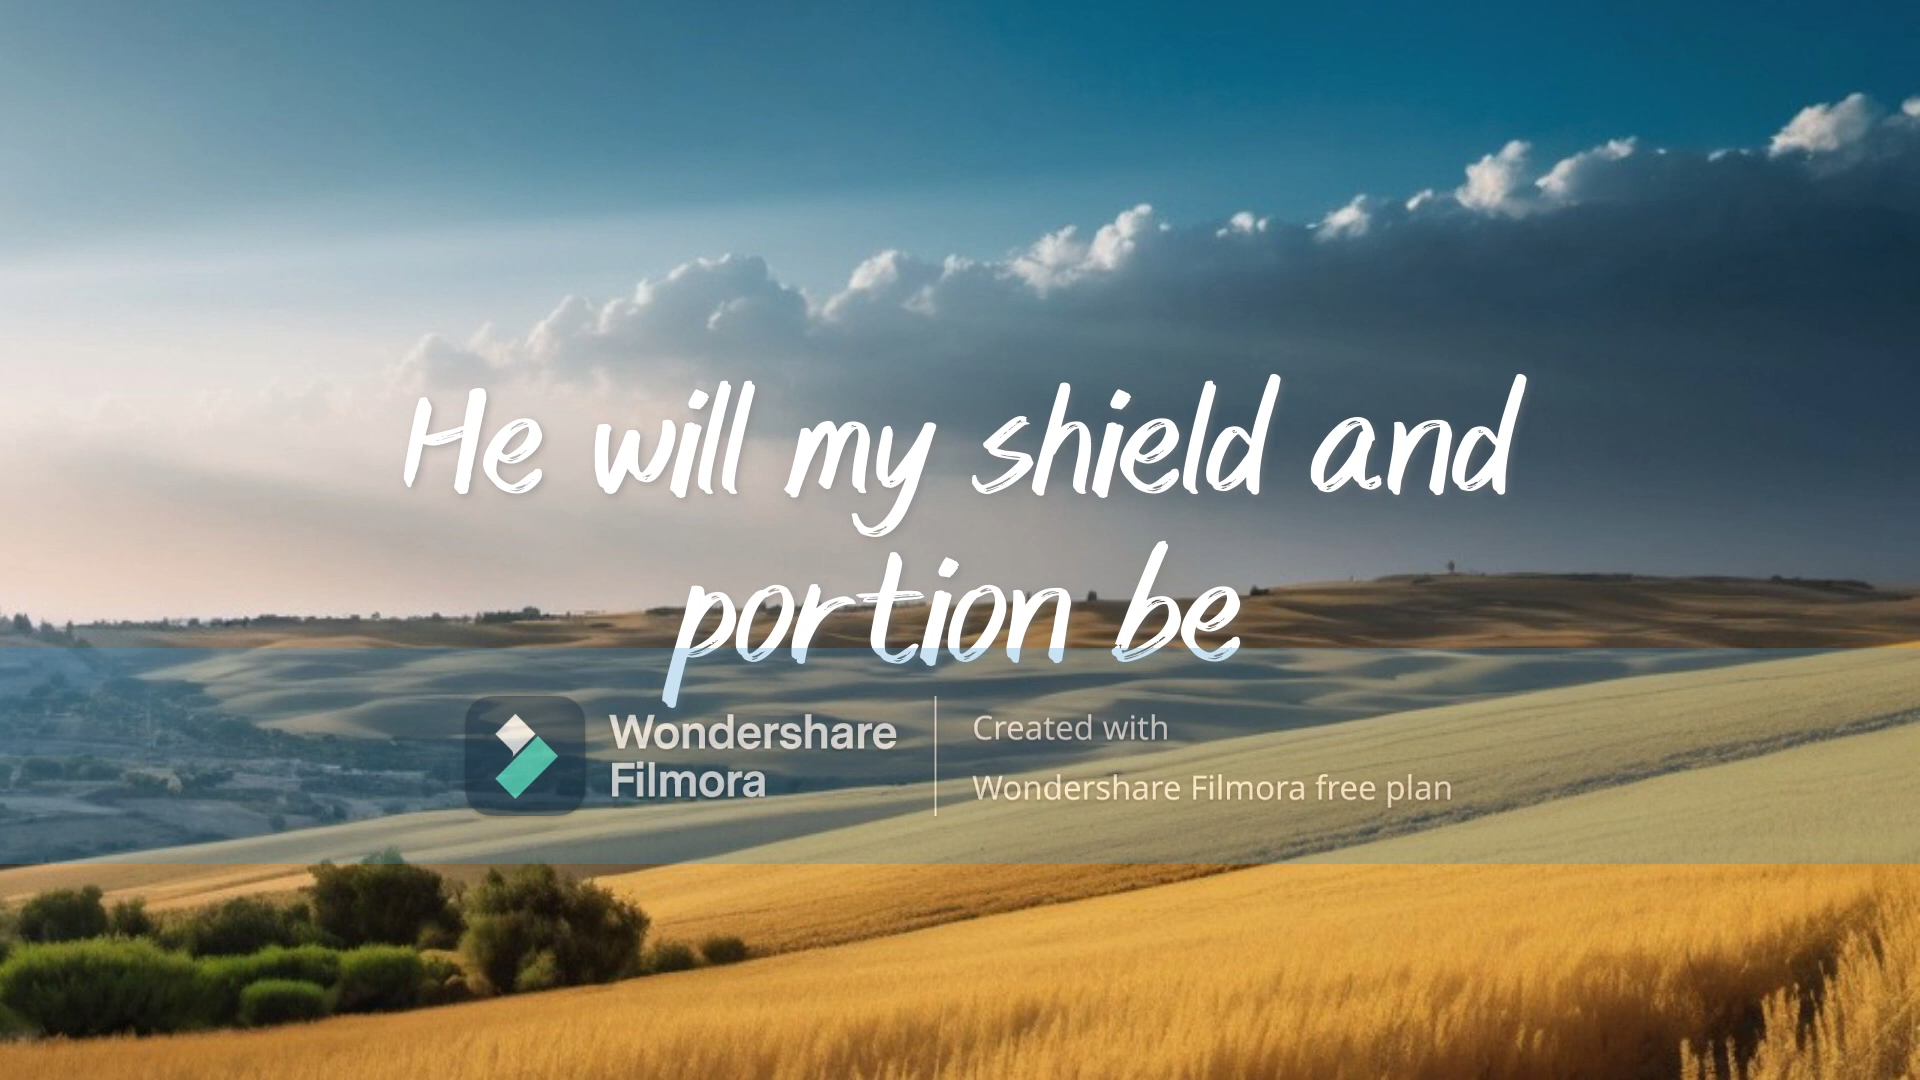 He will my shield and
portion be
Wondershare
Filmora
Created with
Wondershare Filmora free plan